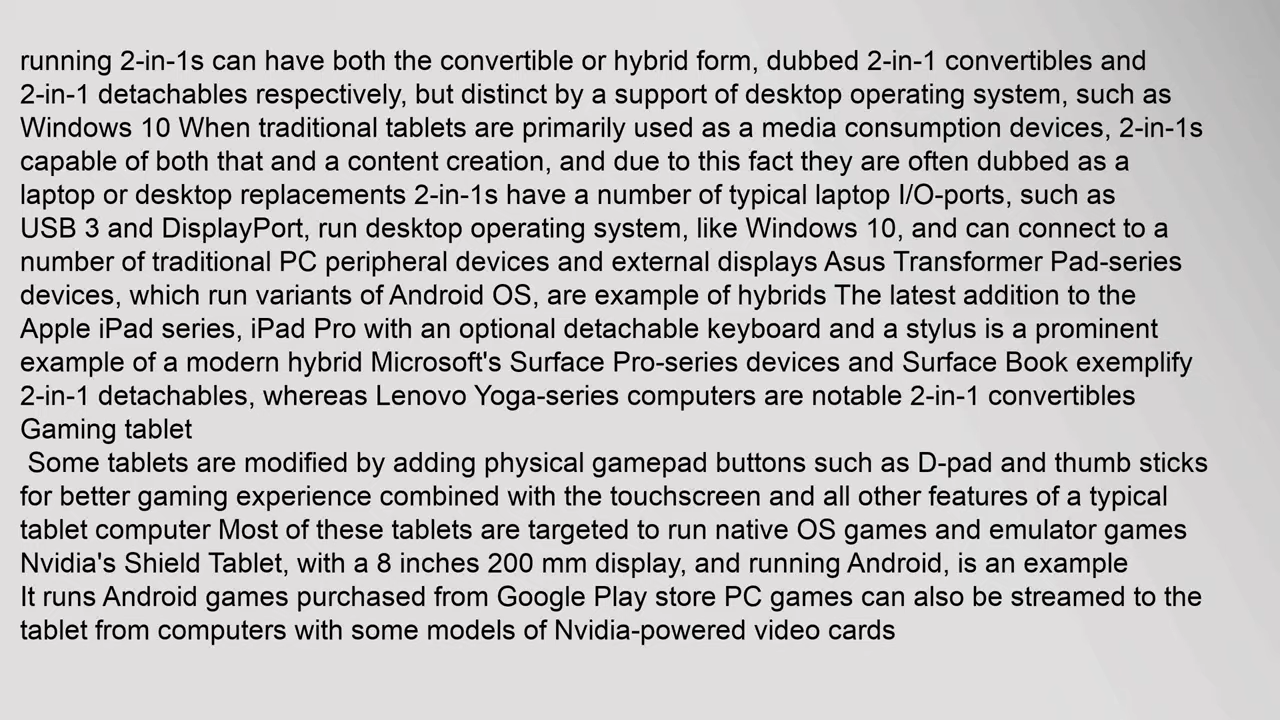 running 2-in-1s can have both the convertible or hybrid form, dubbed 2-in-1 convertibles and
2-in-1 detachables respectively, but distinct by a support of desktop operating system, such as
Windows 10 When traditional tablets are primarily used as a media consumption devices, 2-in-1s
capable of both that and a content creation, and due to this fact they are often dubbed as a
laptop or desktop replacements 2-in-1s have a number of typical laptop I/O-ports, such as
USB 3 and DisplayPort, run desktop operating system, like Windows 10, and can connect to a
number of traditional PC peripheral devices and external displays Asus Transformer Pad-series
devices, which run variants of Android OS, are example of hybrids The latest addition to the
Apple iPad series, iPad Pro with an optional detachable keyboard and a stylus is a prominent
example of a modern hybrid Microsoft's Surface Pro-series devices and Surface Book exemplify
2-in-1 detachables, whereas Lenovo Yoga-series computers are notable 2-in-1 convertibles
Gaming tablet
Some tablets are modified by adding physical gamepad buttons such as D-pad and thumb sticks
for better gaming experience combined with the touchscreen and all other features of a typical
tablet computer Most of these tablets are targeted to run native OS games and emulator games
Nvidia's Shield Tablet, with a 8 inches 200 mm display, and running Android, is an example
It runs Android games purchased from Google Play store PC games can also be streamed to the
tablet from computers with some models of Nvidia-powered video cards